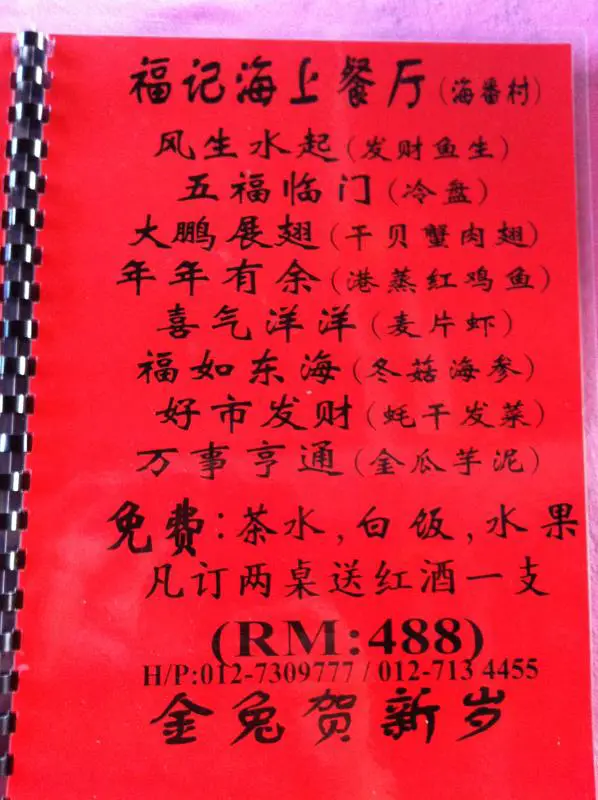 福记海上餐厅(海番村)
风生水起(发财鱼生)
五福临门(冷盘)
大鹏展翅(干贝蟹肉翅)
年年有余(港蒸红鸡鱼)
喜气洋洋(麦片虾)
福如东海(冬菇海参)
好市发财(蚝干发菜)
万事亨通(金瓜芋泥)
免费:茶水,白饭,水果
凡订两桌送红酒一支
(RM:488)
H/P:012-7309777 / 012-713 4455
金兔贺新岁